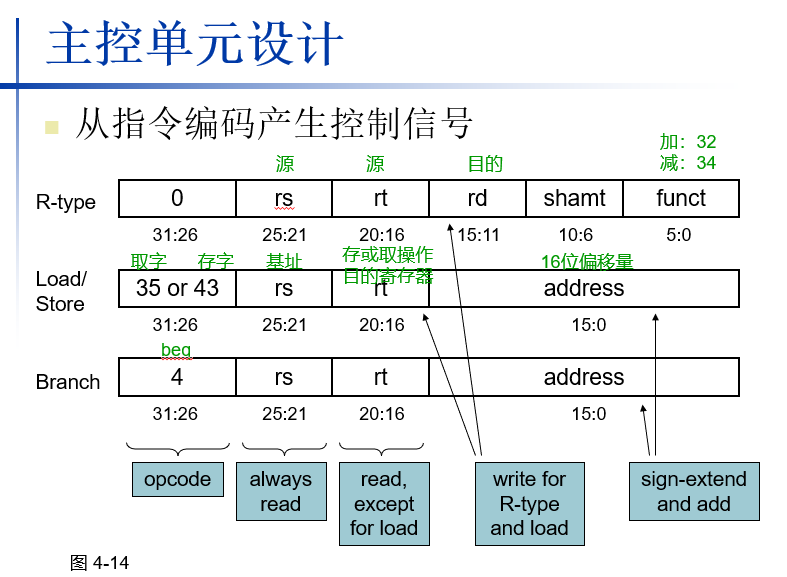 主控单元设计
从指令编码产生控制信号
加：32
减：34
源 源 目的
R-type 0 rs rt rd shamt funct
31:26 25:21 20:16 15:11 10:6 5:0
取字 存字 基址 存或取操作 16位偏移量
目的寄存器
Load/
Store
35 or 43 rs rt address
31:26 25:21 20:16 15:0
beq
Branch 4 rs rt address
31:26 25:21 20:16 15:0
opcode
always
read
read,
except
for load
write for
R-type
and load
sign-extend
and add
图 4-14